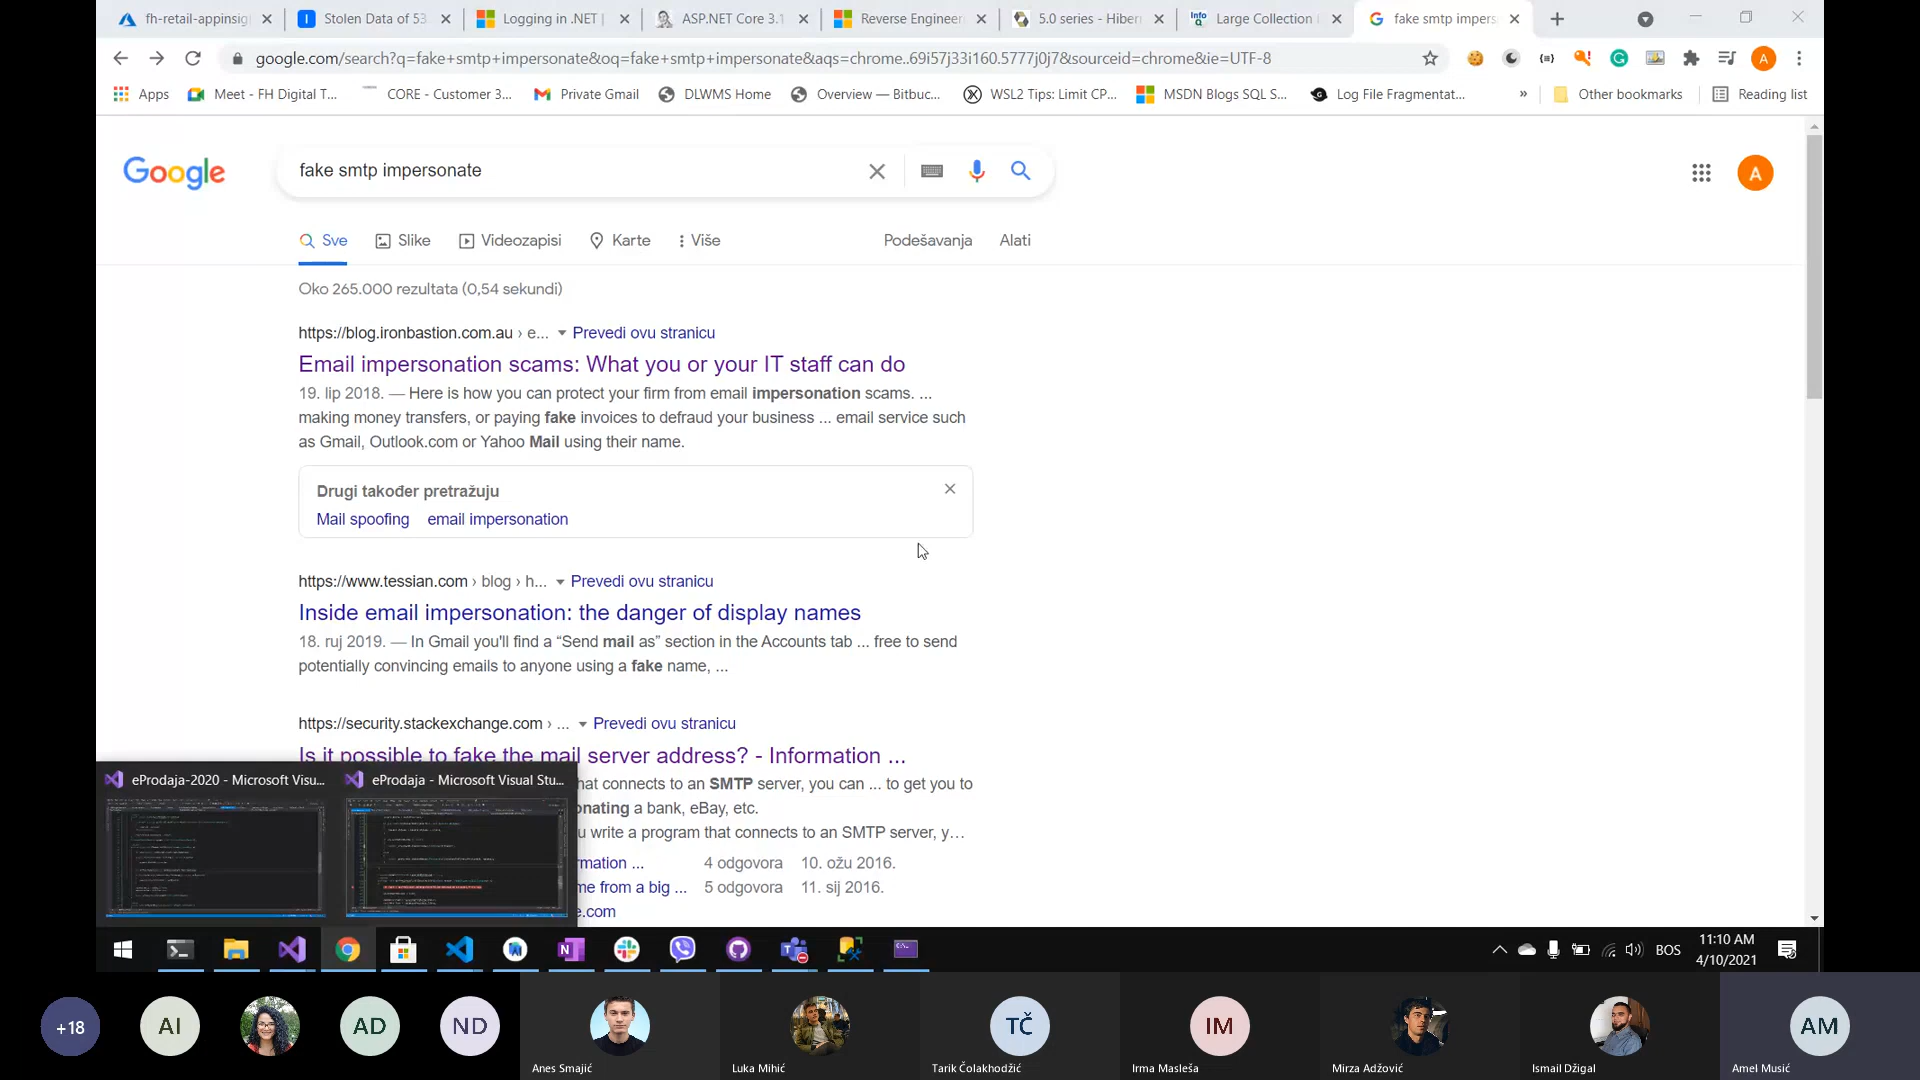 fh-retail-appinsig
Stolen Data of 53
Logging in .NET |
ASP.NET Core 3.1
Reverse Engineer
5.0 series - Hiber
Large Collection
fake smtp impers
google.com/search?q=fake+smtp+impersonate&oq=fake+smtp+impersonate&aqs=chrome..69i57j33i160.5777j0j7&sourceid=chrome&ie=UTF-8
A
Apps
Meet - FH Digital T...
CORE - Customer 3...
Private Gmail
DLWMS Home
Overview — Bitbuc...
WSL2 Tips: Limit CP...
MSDN Blogs SQL S...
Log File Fragmentat...
»
Other bookmarks
Reading list
Google
fake smtp impersonate
A
Sve
Slike
Videozapisi
Karte
Više
Podešavanja
Alati
Oko 265.000 rezultata (0,54 sekundi)
https://blog.ironbastion.com.au › e... Prevedi ovu stranicu
Email impersonation scams: What you or your IT staff can do
19. lip 2018. — Here is how you can protect your firm from email impersonation scams. ...
making money transfers, or paying fake invoices to defraud your business ... email service such
as Gmail, Outlook.com or Yahoo Mail using their name.
Drugi također pretražuju
Mail spoofing email impersonation
https://www.tessian.com › blog › h... Prevedi ovu stranicu
Inside email impersonation: the danger of display names
18. ruj 2019. — In Gmail you'll find a “Send mail as” section in the Accounts tab ... free to send
potentially convincing emails to anyone using a fake name, ...
https://security.stackexchange.com › ... Prevedi ovu stranicu
Is it possible to fake the mail server address? - Information ...
hat connects to an SMTP server, you can ... to get you to
onating a bank, eBay, etc.
u write a program that connects to an SMTP server, y...
rmation ... 4 odgovora 10. ožu 2016.
me from a big ... 5 odgovora 11. sij 2016.
e.com
eProdaja-2020 - Microsoft Visu...
eProdaja - Microsoft Visual Stu...
BOS
11:10 AM
4/10/2021
+18
AI
AD
ND
Anes Smajić
Luka Mihić
TČ
Tarik Čolakhodžić
IM
Irma Masleša
Mirza Adžović
Ismail Džigal
AM
Amel Musić